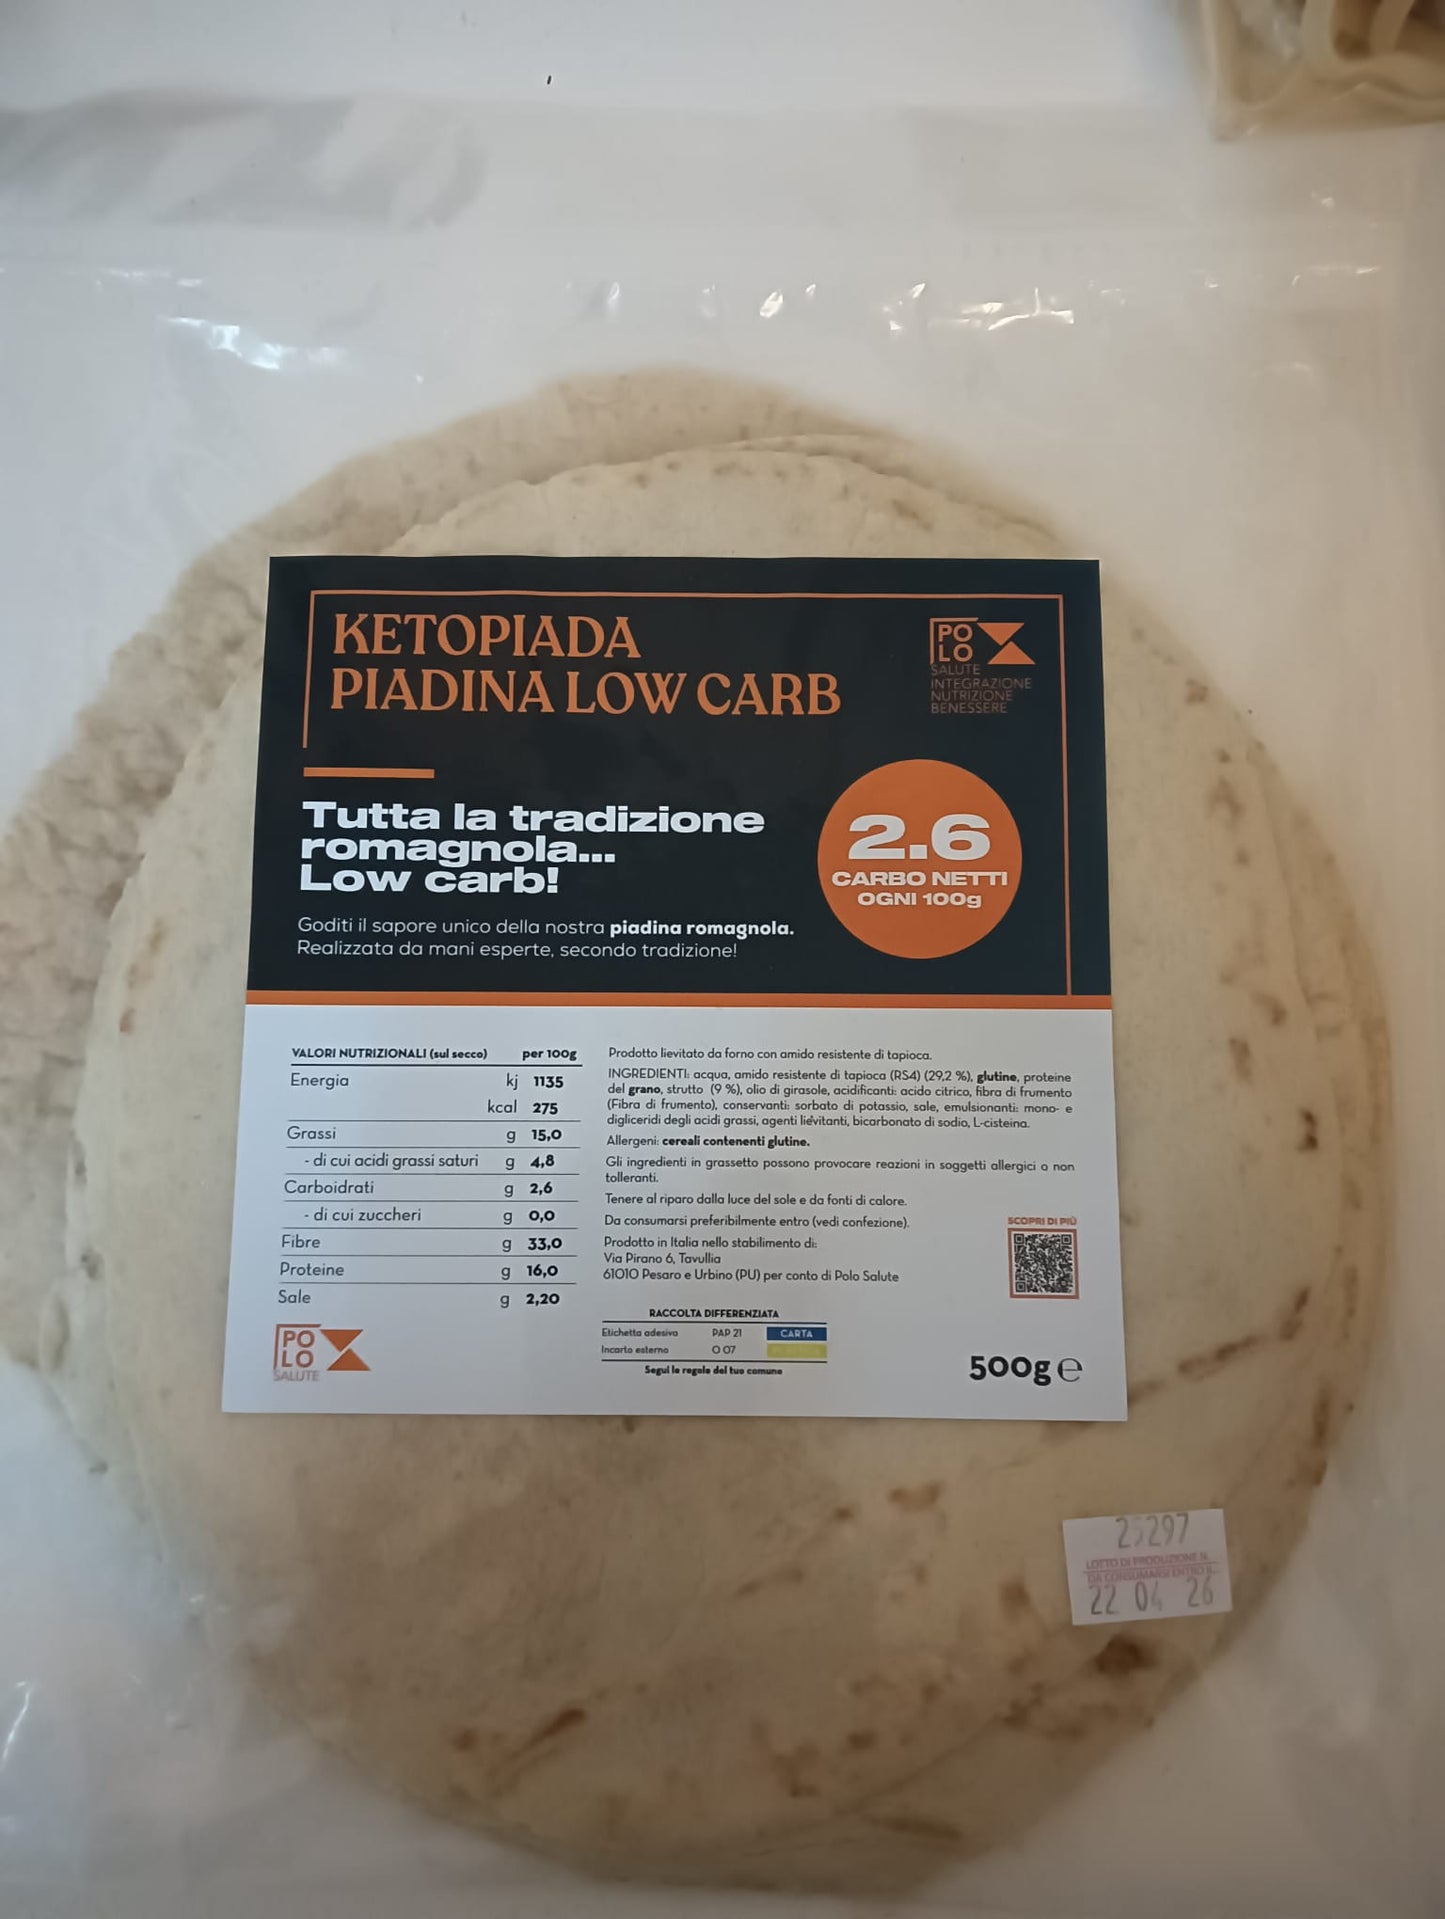 KETOPIADA
PIADINA LOW CARB
PO
LO
SALUTE
INTEGRAZIONE
NUTRIZIONE
BENESSERE
Tutta la tradizione
romagnola...
Low carb!
2.6
CARBO NETTI
OGNI 100g
Goditi il sapore unico della nostra piadina romagnola.
Realizzata da mani esperte, secondo tradizione!
VALORI NUTRIZIONALI (sul secco) per 100g
Energia kj 1135
kcal 275
Grassi g 15,0
- di cui acidi grassi saturi g 4,8
Carboidrati g 2,6
- di cui zuccheri g 0,0
Fibre g 33,0
Proteine g 16,0
Sale g 2,20
PO
LO
SALUTE
Prodotto lievitato da forno con amido resistente di tapioca.
INGREDIENTI: acqua, amido resistente di tapioca (RS4) (29,2 %), glutine, proteine
del grano, strutto (9 %), olio di girasole, acidificanti: acido citrico, fibra di frumento
(Fibra di frumento), conservanti: sorbato di potassio, sale, emulsionanti: mono- e
digliceridi degli acidi grassi, agenti lievitanti, bicarbonato di sodio, L-cisteina.
Allergeni: cereali contenenti glutine.
Gli ingredienti in grassetto possono provocare reazioni in soggetti allergici o non
tolleranti.
Tenere al riparo dalla luce del sole e da fonti di calore.
Da consumarsi preferibilmente entro (vedi confezione).
Prodotto in Italia nello stabilimento di:
Via Pirano 6, Tavullia
61010 Pesaro e Urbino (PU) per conto di Polo Salute
SCOPRI DI PIÙ
RACCOLTA DIFFERENZIATA
Etichetta adesiva PAP 21 CARTA
Incarto esterno O 07
Segui le regole del tuo comune
500g e
25297
LOTTO DI PRODUZIONE N.
DA CONSUMARSI ENTRO IL
22 04 26